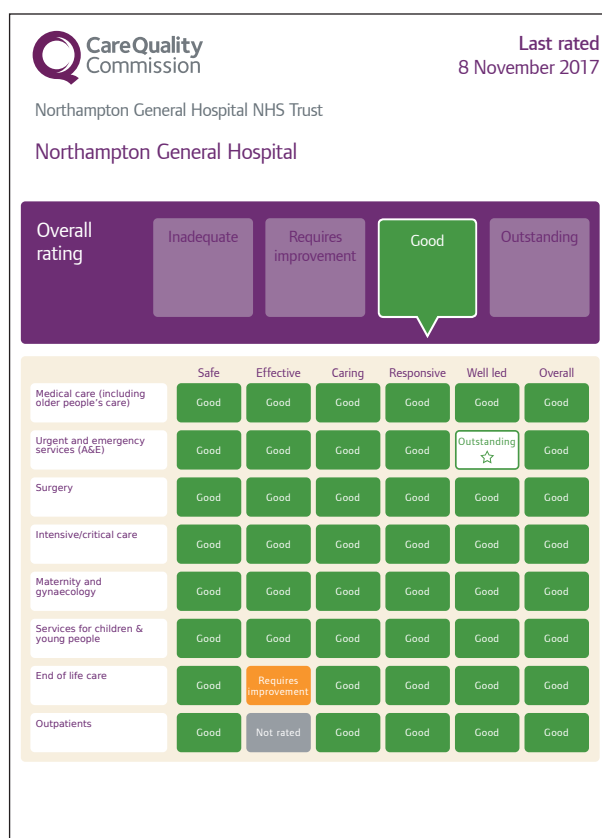 CareQuality
Commission
Last rated
8 November 2017
Northampton General Hospital NHS Trust
Northampton General Hospital
Overall
rating
Inadequate
Requires
improvement
Good
Outstanding
Safe Effective Caring Responsive Well led Overall
Medical care (including
older people's care)
Good Good Good Good Good Good
Urgent and emergency
services (A&E)
Good Good Good Good Outstanding Good
Surgery
Good Good Good Good Good Good
Intensive/critical care
Good Good Good Good Good Good
Maternity and
gynaecology
Good Good Good Good Good Good
Services for children &
young people
Good Good Good Good Good Good
End of life care
Good Requires
improvement Good Good Good Good
Outpatients
Good Not rated Good Good Good Good